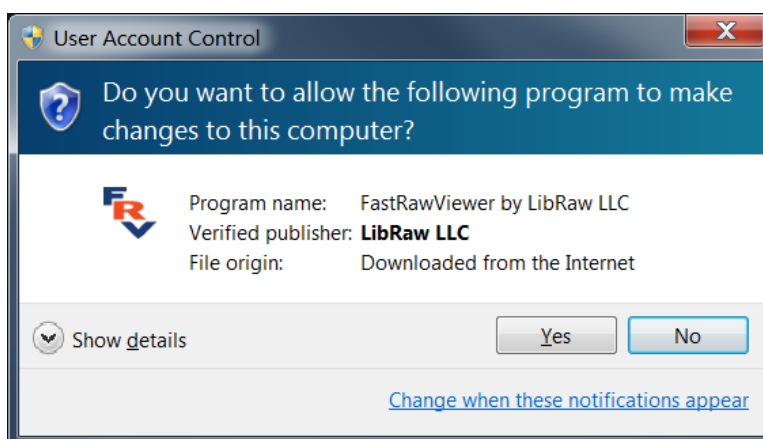 User Account Control
Do you want to allow the following program to make
changes to this computer?
FRV
Program name: FastRawViewer by LibRaw LLC
Verified publisher: LibRaw LLC
File origin: Downloaded from the Internet
Show details
Yes
No
Change when these notifications appear